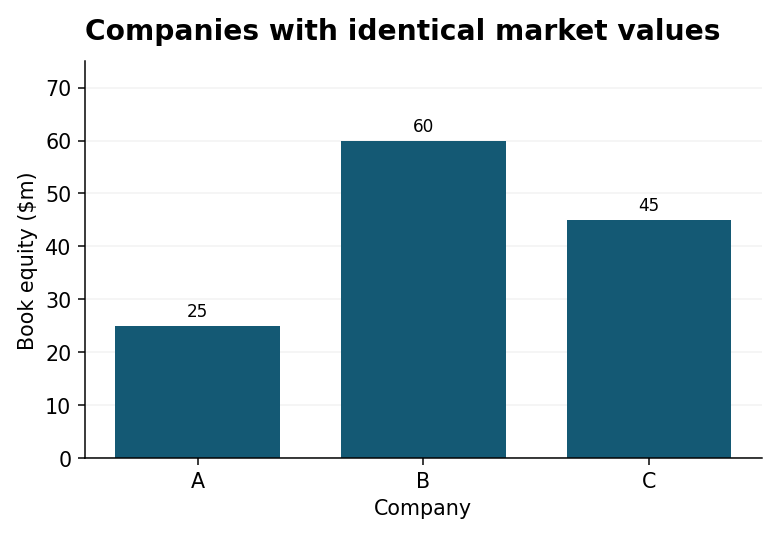 Companies with identical market values
Book equity ($m)
70
60
50
40
30
20
10
0
25
60
45
A
B
C
Company